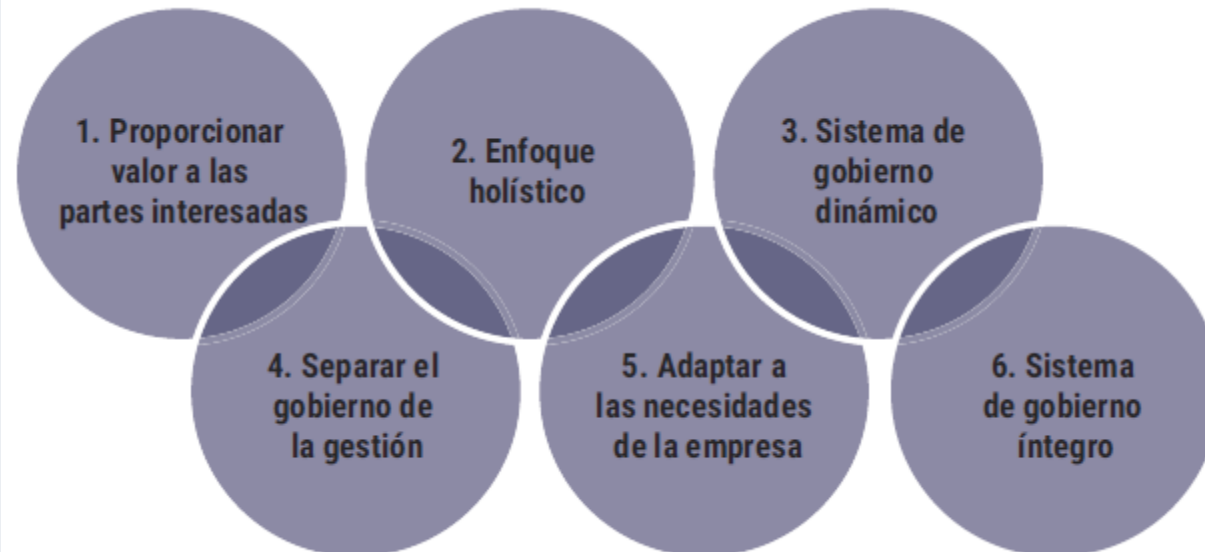 1. Proporcionar
valor a las
partes interesadas
2. Enfoque
holístico
3. Sistema de
gobierno
dinámico
4. Separar el
gobierno de
la gestión
5. Adaptar a
las necesidades
de la empresa
6. Sistema
de gobierno
íntegro